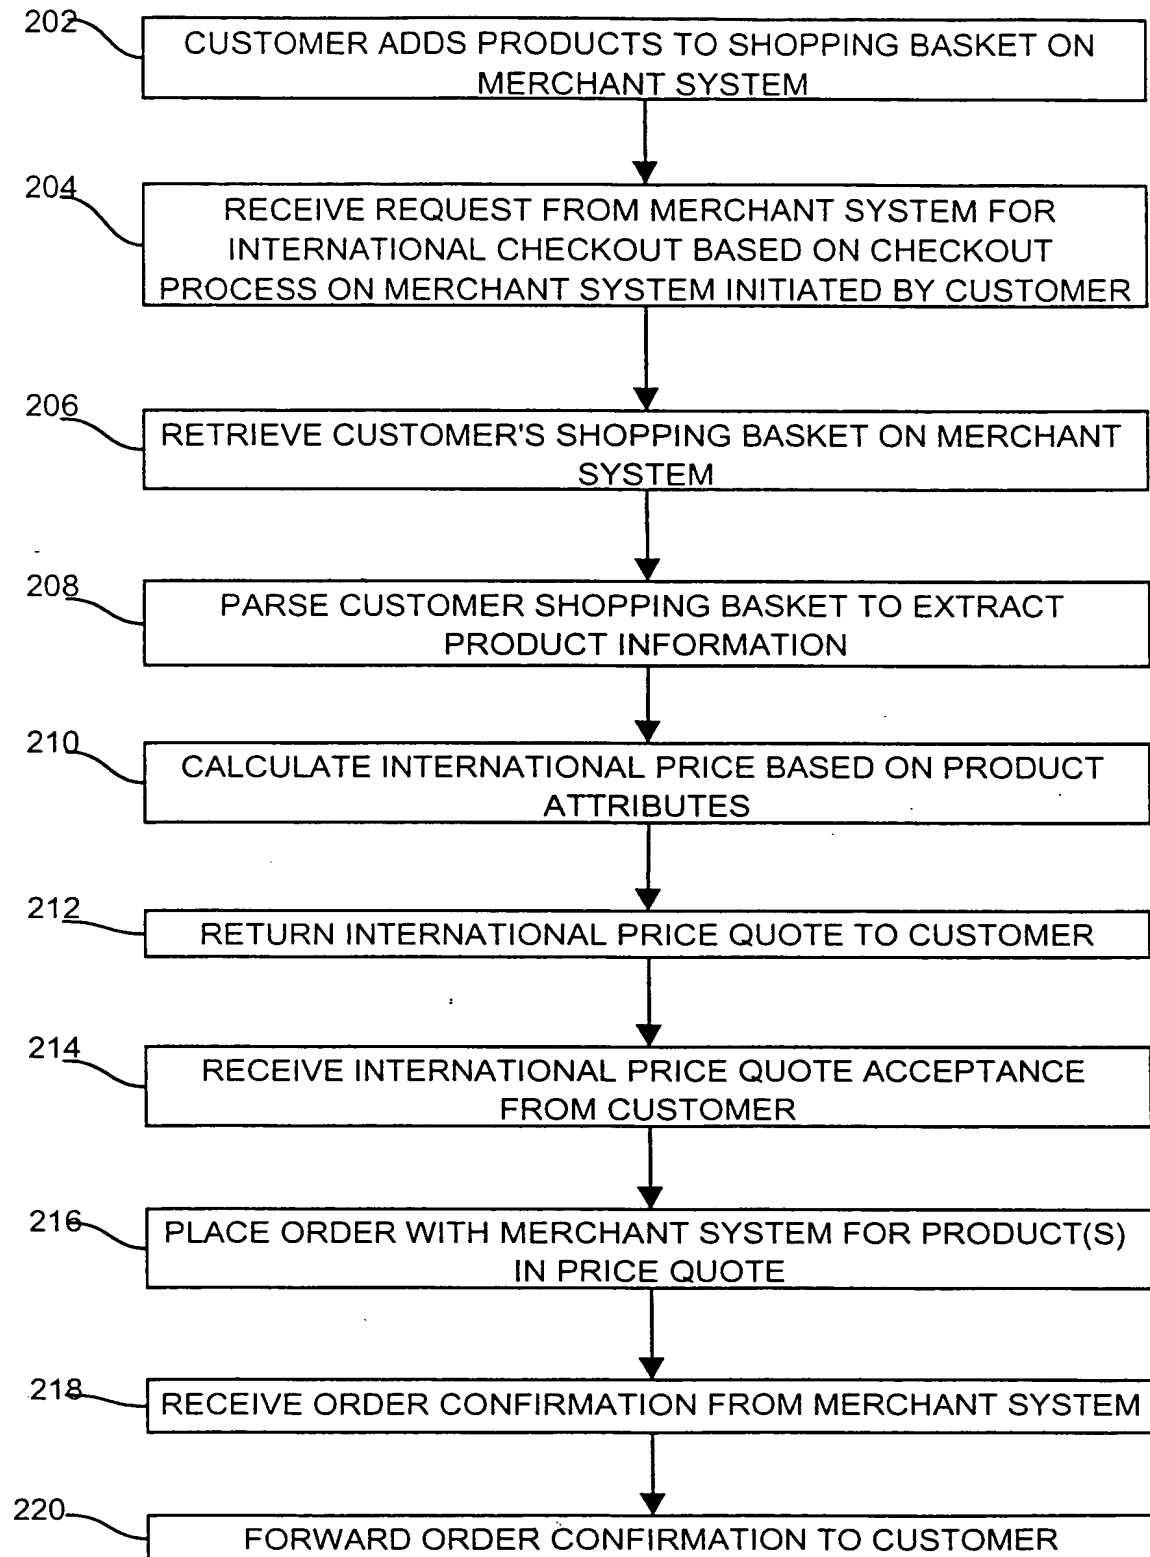 202
CUSTOMER ADDS PRODUCTS TO SHOPPING BASKET ON
MERCHANT SYSTEM
204
RECEIVE REQUEST FROM MERCHANT SYSTEM FOR
INTERNATIONAL CHECKOUT BASED ON CHECKOUT
PROCESS ON MERCHANT SYSTEM INITIATED BY CUSTOMER
206
RETRIEVE CUSTOMER'S SHOPPING BASKET ON MERCHANT
SYSTEM
208
PARSE CUSTOMER SHOPPING BASKET TO EXTRACT
PRODUCT INFORMATION
210
CALCULATE INTERNATIONAL PRICE BASED ON PRODUCT
ATTRIBUTES
212
RETURN INTERNATIONAL PRICE QUOTE TO CUSTOMER
214
RECEIVE INTERNATIONAL PRICE QUOTE ACCEPTANCE
FROM CUSTOMER
216
PLACE ORDER WITH MERCHANT SYSTEM FOR PRODUCT(S)
IN PRICE QUOTE
218
RECEIVE ORDER CONFIRMATION FROM MERCHANT SYSTEM
220
FORWARD ORDER CONFIRMATION TO CUSTOMER